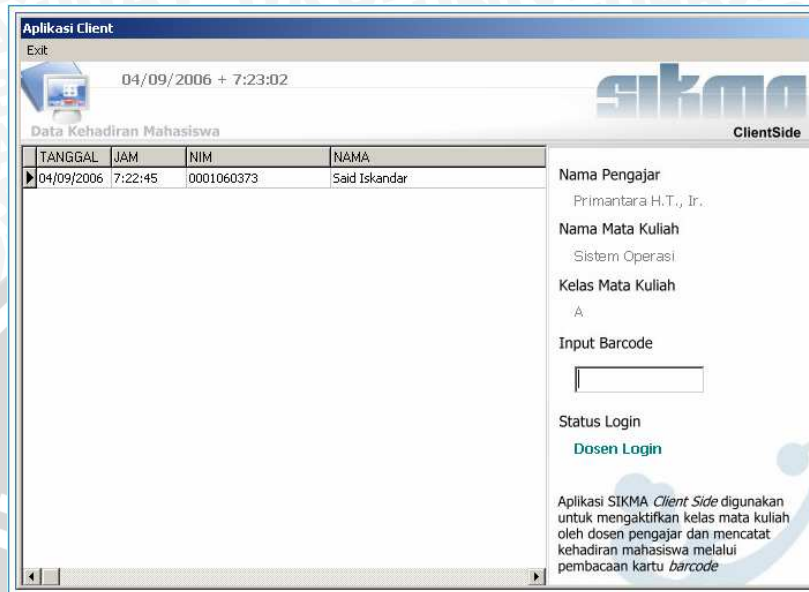 Aplikasi Client
Exit
04/09/2006 + 7:23:02
sikma
Data Kehadiran Mahasiswa
ClientSide
TANGGAL JAM NIM NAMA
04/09/2006 7:22:45 0001060373 Said Iskandar
Nama Pengajar
Primantara H.T., Ir.
Nama Mata Kuliah
Sistem Operasi
Kelas Mata Kuliah
A
Input Barcode
Status Login
Dosen Login
Aplikasi SIKMA Client Side digunakan
untuk mengaktifkan kelas mata kuliah
oleh dosen pengajar dan mencatat
kehadiran mahasiswa melalui
pembacaan kartu barcode